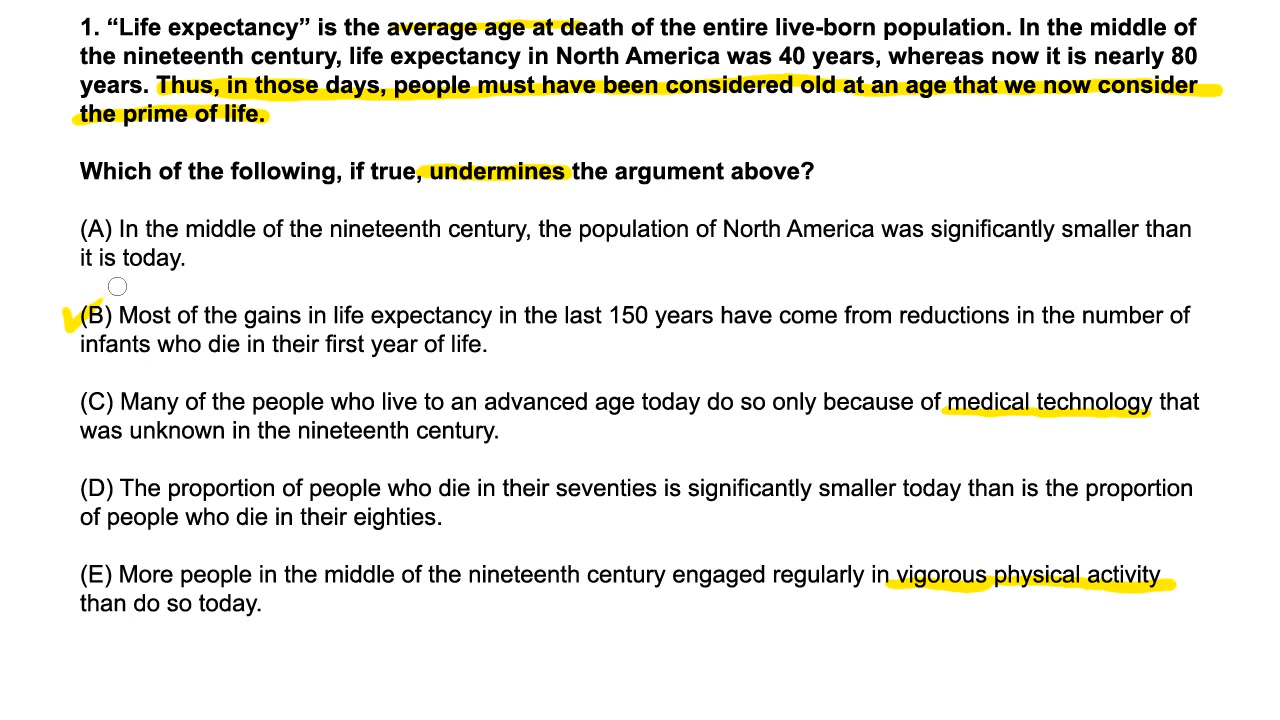 1. “Life expectancy” is the average age at death of the entire live-born population. In the middle of
the nineteenth century, life expectancy in North America was 40 years, whereas now it is nearly 80
years. Thus, in those days, people must have been considered old at an age that we now consider
the prime of life.
Which of the following, if true, undermines the argument above?
(A) In the middle of the nineteenth century, the population of North America was significantly smaller than
it is today.
(B) Most of the gains in life expectancy in the last 150 years have come from reductions in the number of
infants who die in their first year of life.
(C) Many of the people who live to an advanced age today do so only because of medical technology that
was unknown in the nineteenth century.
(D) The proportion of people who die in their seventies is significantly smaller today than is the proportion
of people who die in their eighties.
(E) More people in the middle of the nineteenth century engaged regularly in vigorous physical activity
than do so today.